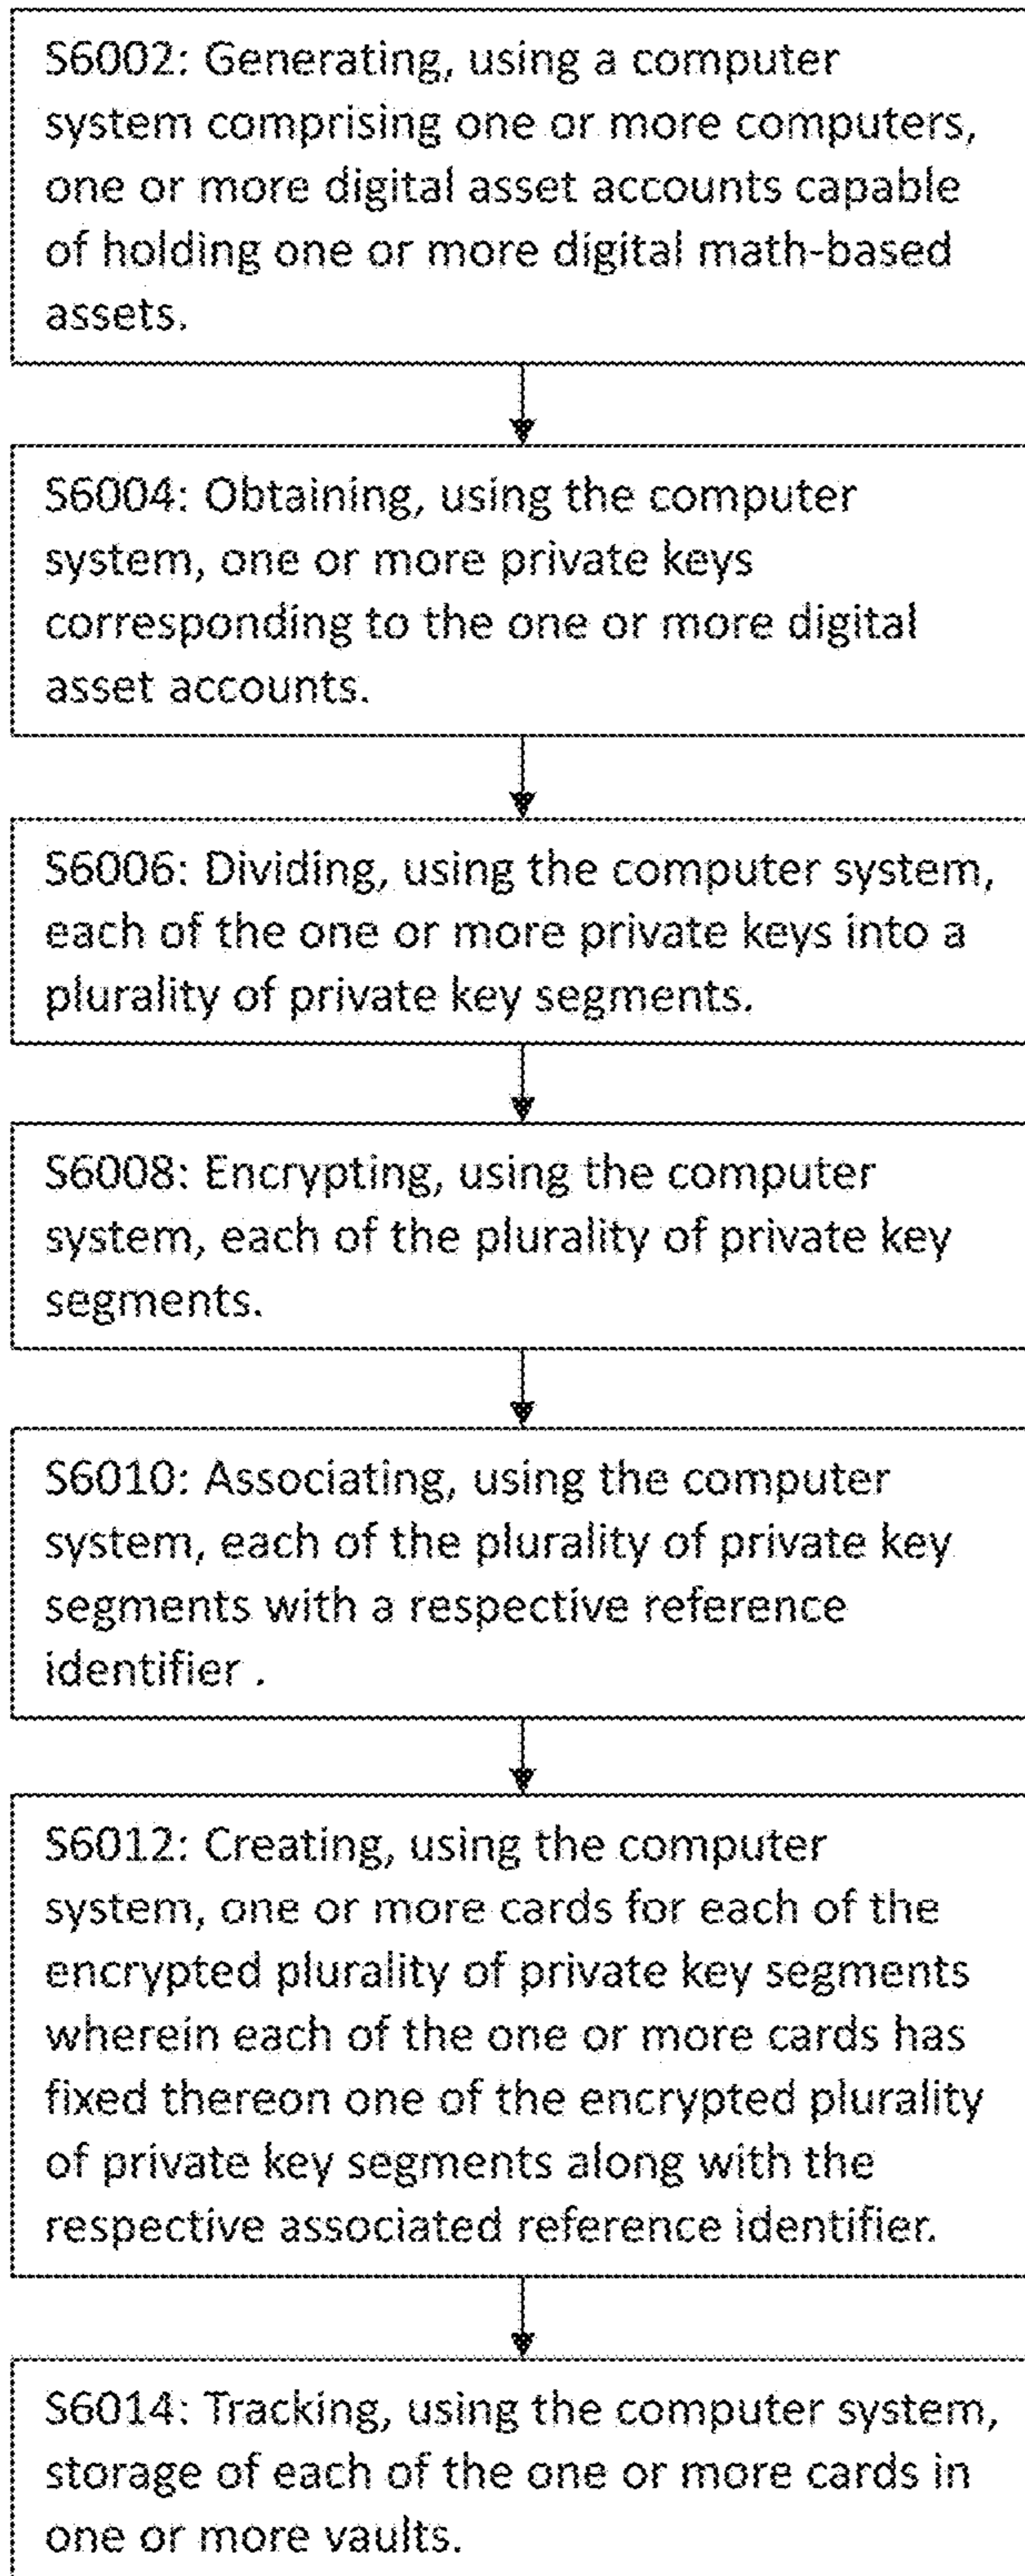 S6002: Generating, using a computer
system comprising one or more computers,
one or more digital asset accounts capable
of holding one or more digital math-based
assets.
S6004: Obtaining, using the computer
system, one or more private keys
corresponding to the one or more digital
asset accounts.
S6006: Dividing, using the computer system,
each of the one or more private keys into a
plurality of private key segments.
S6008: Encrypting, using the computer
system, each of the plurality of private key
segments.
S6010: Associating, using the computer
system, each of the plurality of private key
segments with a respective reference
identifier .
S6012: Creating, using the computer
system, one or more cards for each of the
encrypted plurality of private key segments
wherein each of the one or more cards has
fixed thereon one of the encrypted plurality
of private key segments along with the
respective associated reference identifier.
S6014: Tracking, using the computer system,
storage of each of the one or more cards in
one or more vaults.